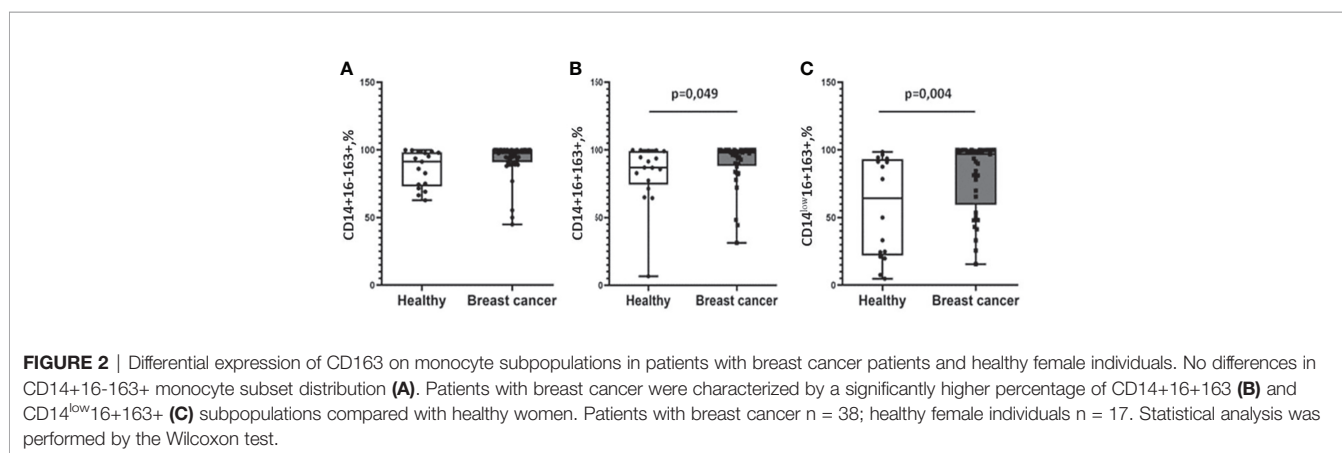 A
B
C
150
100
50
0
CD14+16-163+,%
Healthy
Breast cancer
150
100
50
0
CD14+16+163+,%
p=0,049
Healthy
Breast cancer
150
100
50
0
CD14low16+163+,%
p=0,004
Healthy
Breast cancer
FIGURE 2 | Differential expression of CD163 on monocyte subpopulations in patients with breast cancer patients and healthy female individuals. No differences in
CD14+16-163+ monocyte subset distribution (A). Patients with breast cancer were characterized by a significantly higher percentage of CD14+16+163 (B) and
CD14low16+163+ (C) subpopulations compared with healthy women. Patients with breast cancer n = 38; healthy female individuals n = 17. Statistical analysis was
performed by the Wilcoxon test.